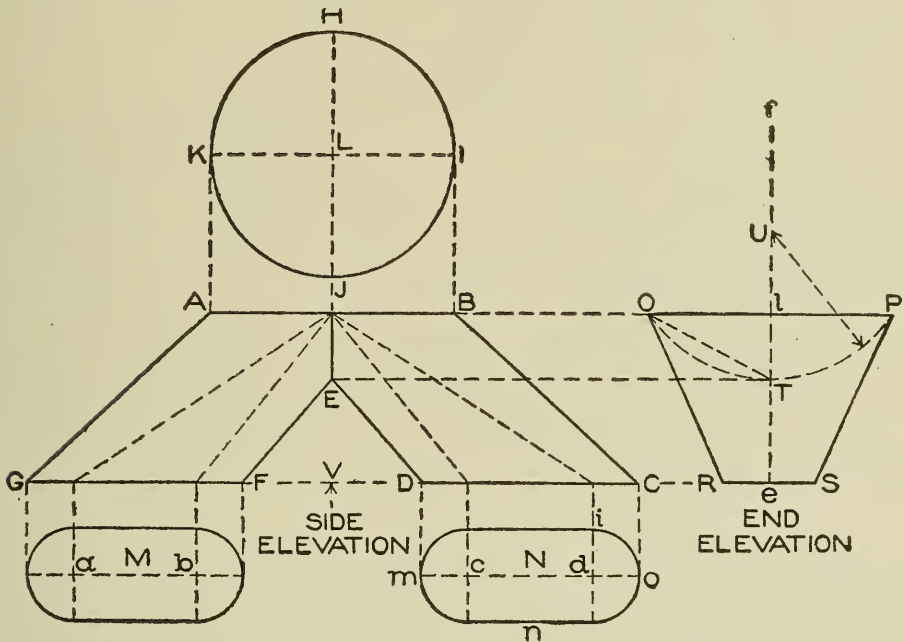 H
f
K L I
U
A J B O l P
E T
G F V D C R e S
SIDE ELEVATION
i
END ELEVATION
a M b m c N d o
n